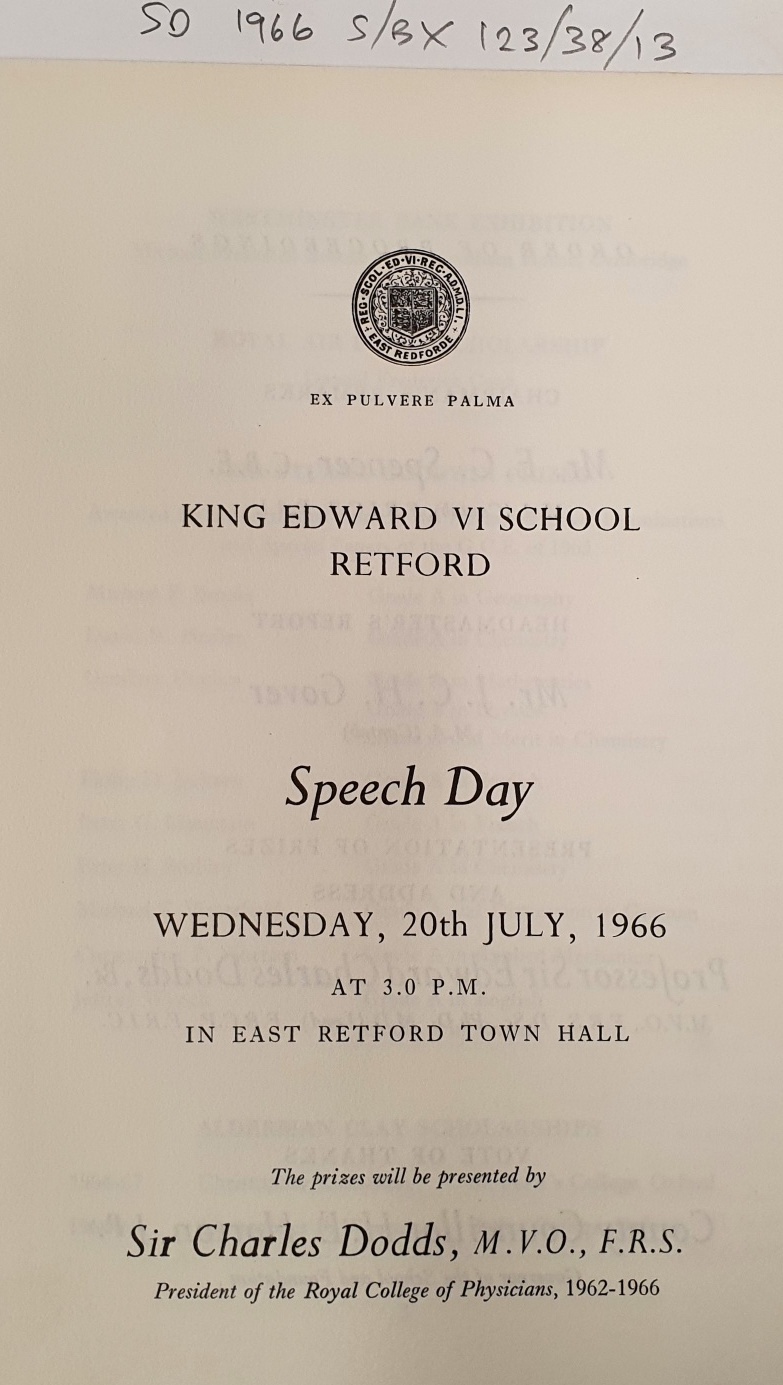 SD 1966 S/BX 123/38/13
REG·SCOL·ED·VI·REG·A.D.M.D.L.I.
EAST REDFORDE
EX PULVERE PALMA
KING EDWARD VI SCHOOL
RETFORD
Speech Day
WEDNESDAY, 20th JULY, 1966
AT 3.0 P.M.
IN EAST RETFORD TOWN HALL
The prizes will be presented by
Sir Charles Dodds, M.V.O., F.R.S.
President of the Royal College of Physicians, 1962-1966